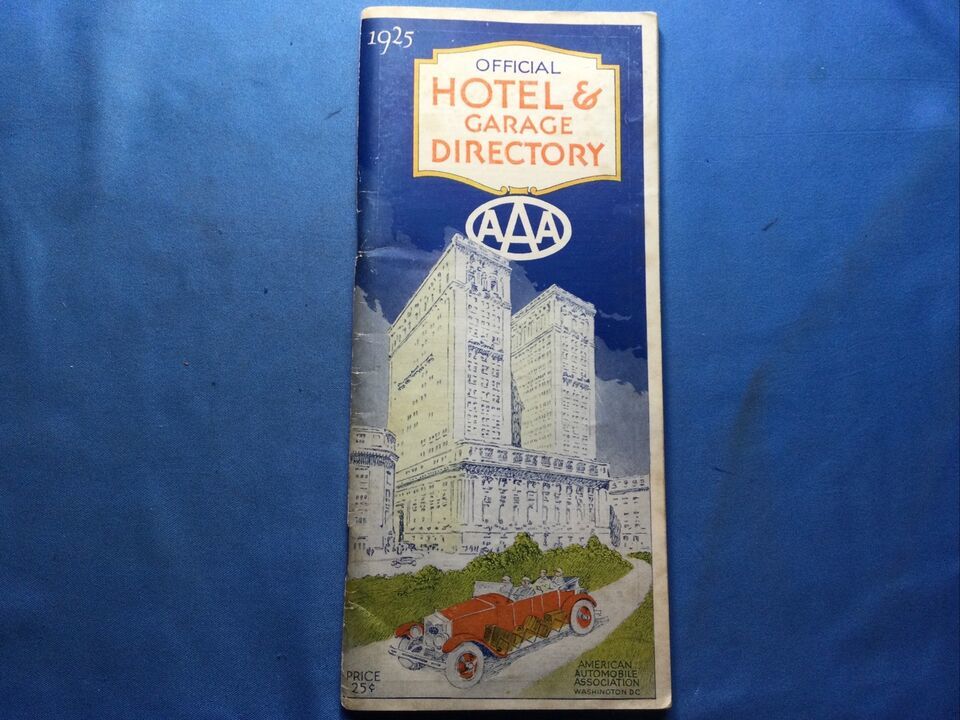 1925
OFFICIAL
HOTEL &
GARAGE
DIRECTORY
AAA
PRICE
25¢
AMERICAN
AUTOMOBILE
ASSOCIATION
WASHINGTON DC